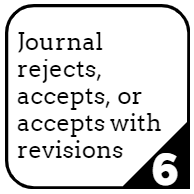 Journal
rejects,
accepts, or
accepts with
revisions
6